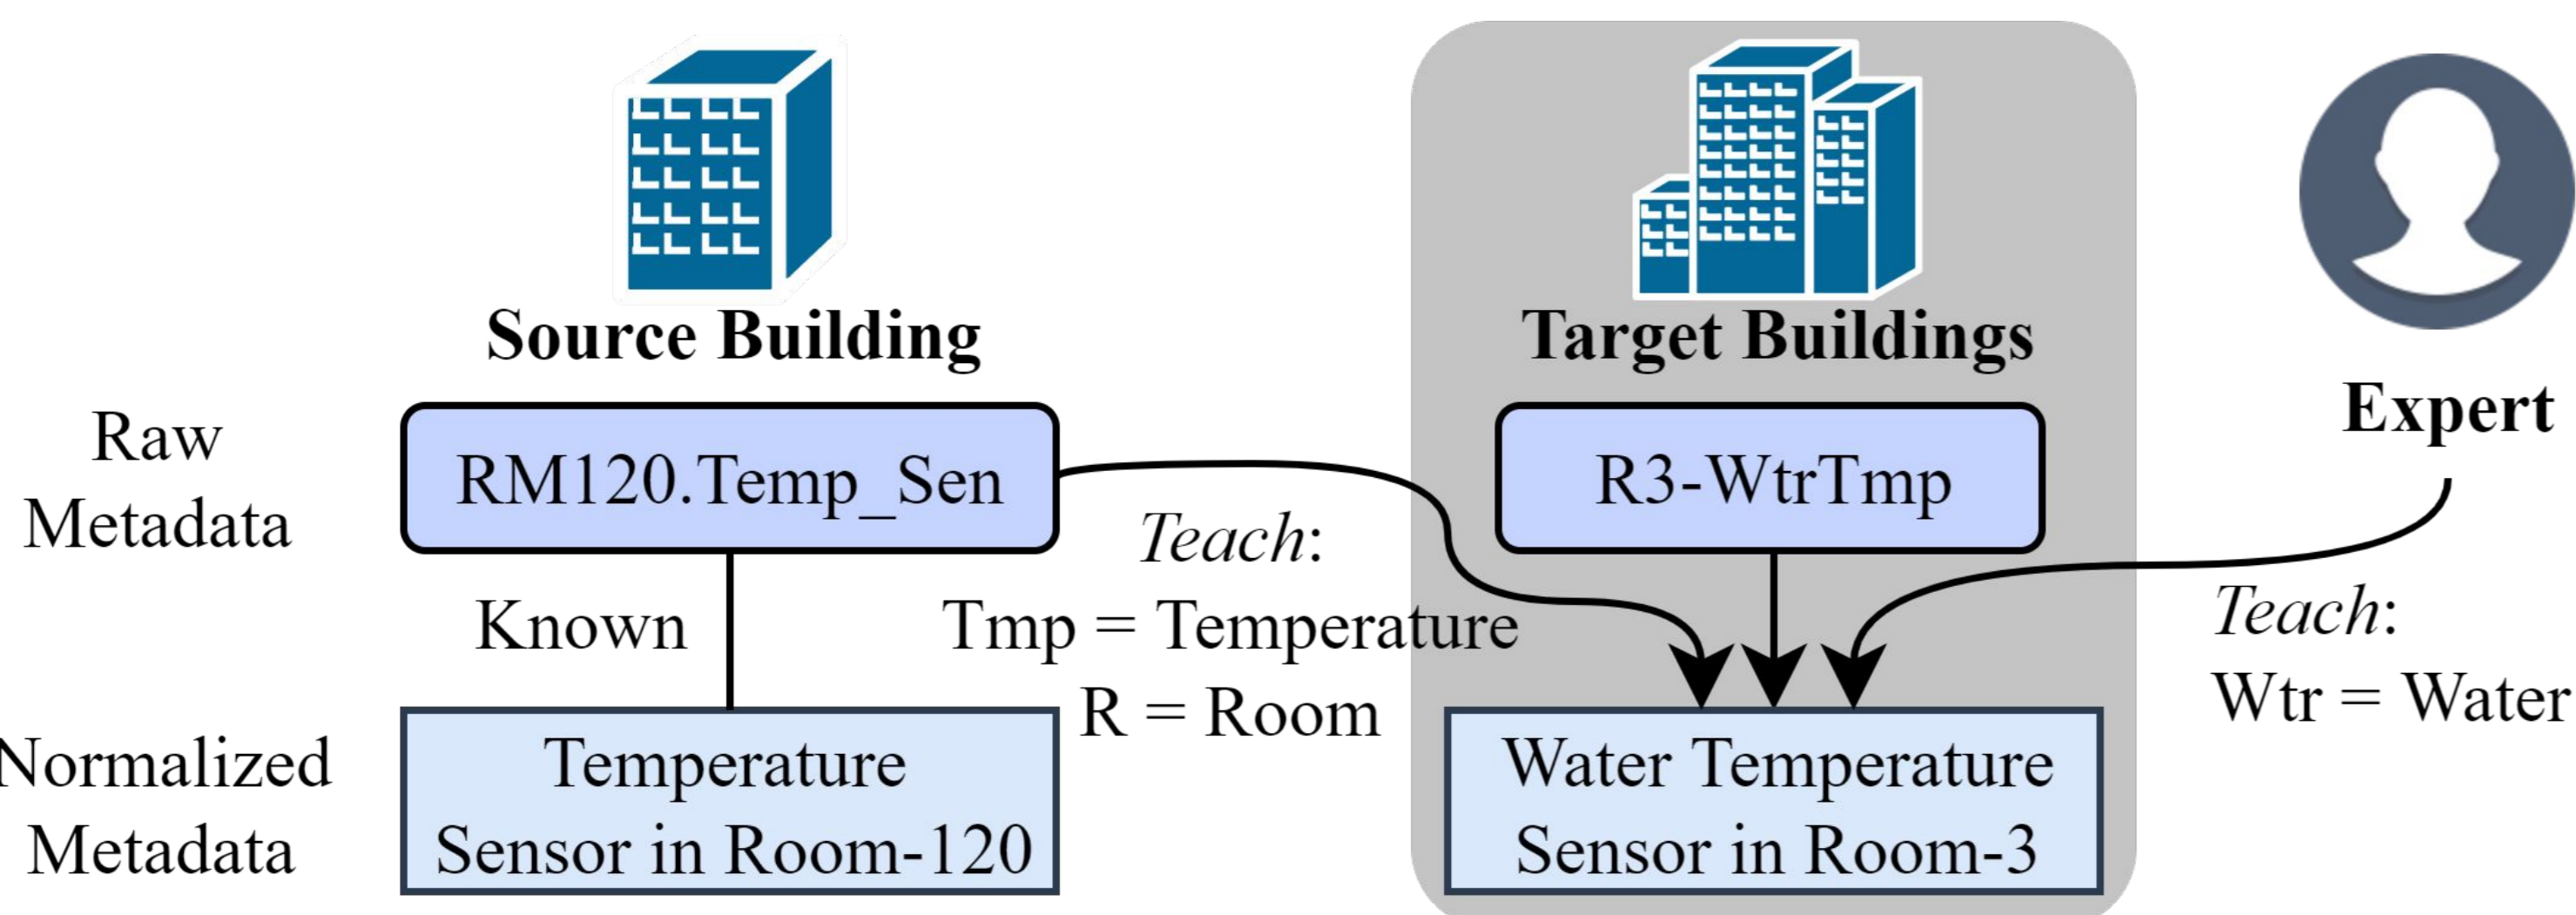 Source Building
Target Buildings
Expert
Raw
Metadata
RM120.Temp_Sen
R3-WtrTmp
Known
Teach:
Tmp = Temperature
R = Room
Teach:
Wtr = Water
Normalized
Metadata
Temperature
Sensor in Room-120
Water Temperature
Sensor in Room-3